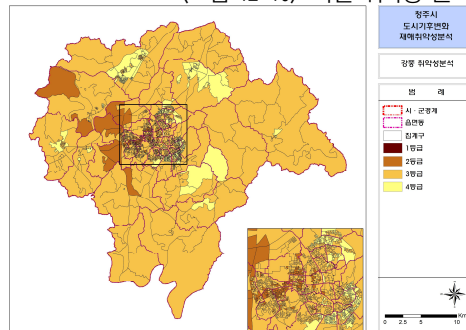 청주시
도시기후변화
재해취약성분석
강풍 취약성분석
범 례
시·군경계
읍면동
집계구
1등급
2등급
3등급
4등급
0 2.5 5 10 Km